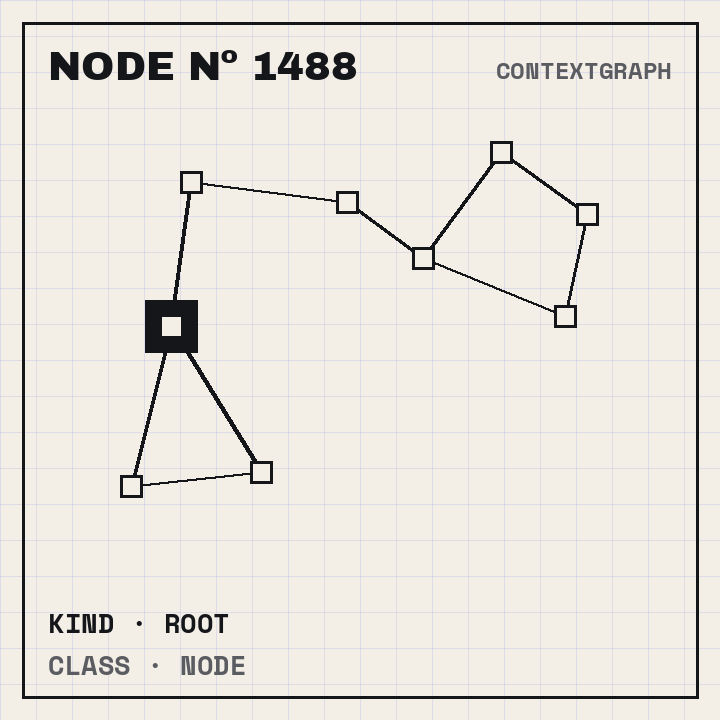 NODE Nº 1488
CONTEXTGRAPH
KIND · ROOT
CLASS · NODE